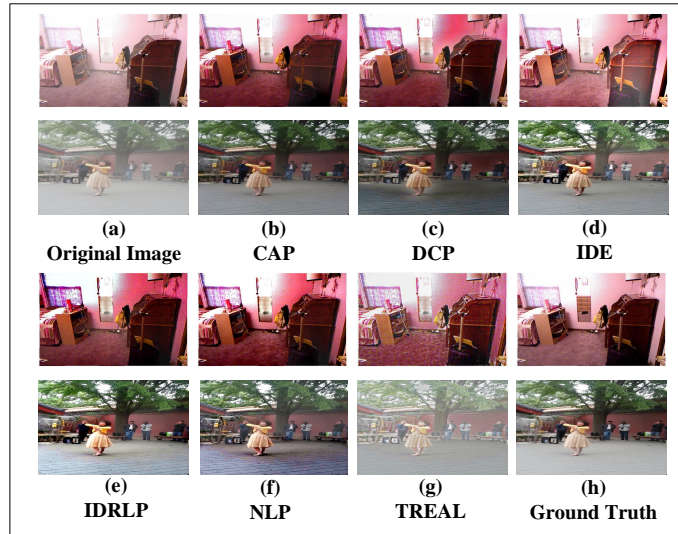 (a) (b) (c) (d)
Original Image CAP DCP IDE
(e) (f) (g) (h)
IDRLP NLP TREAL Ground Truth